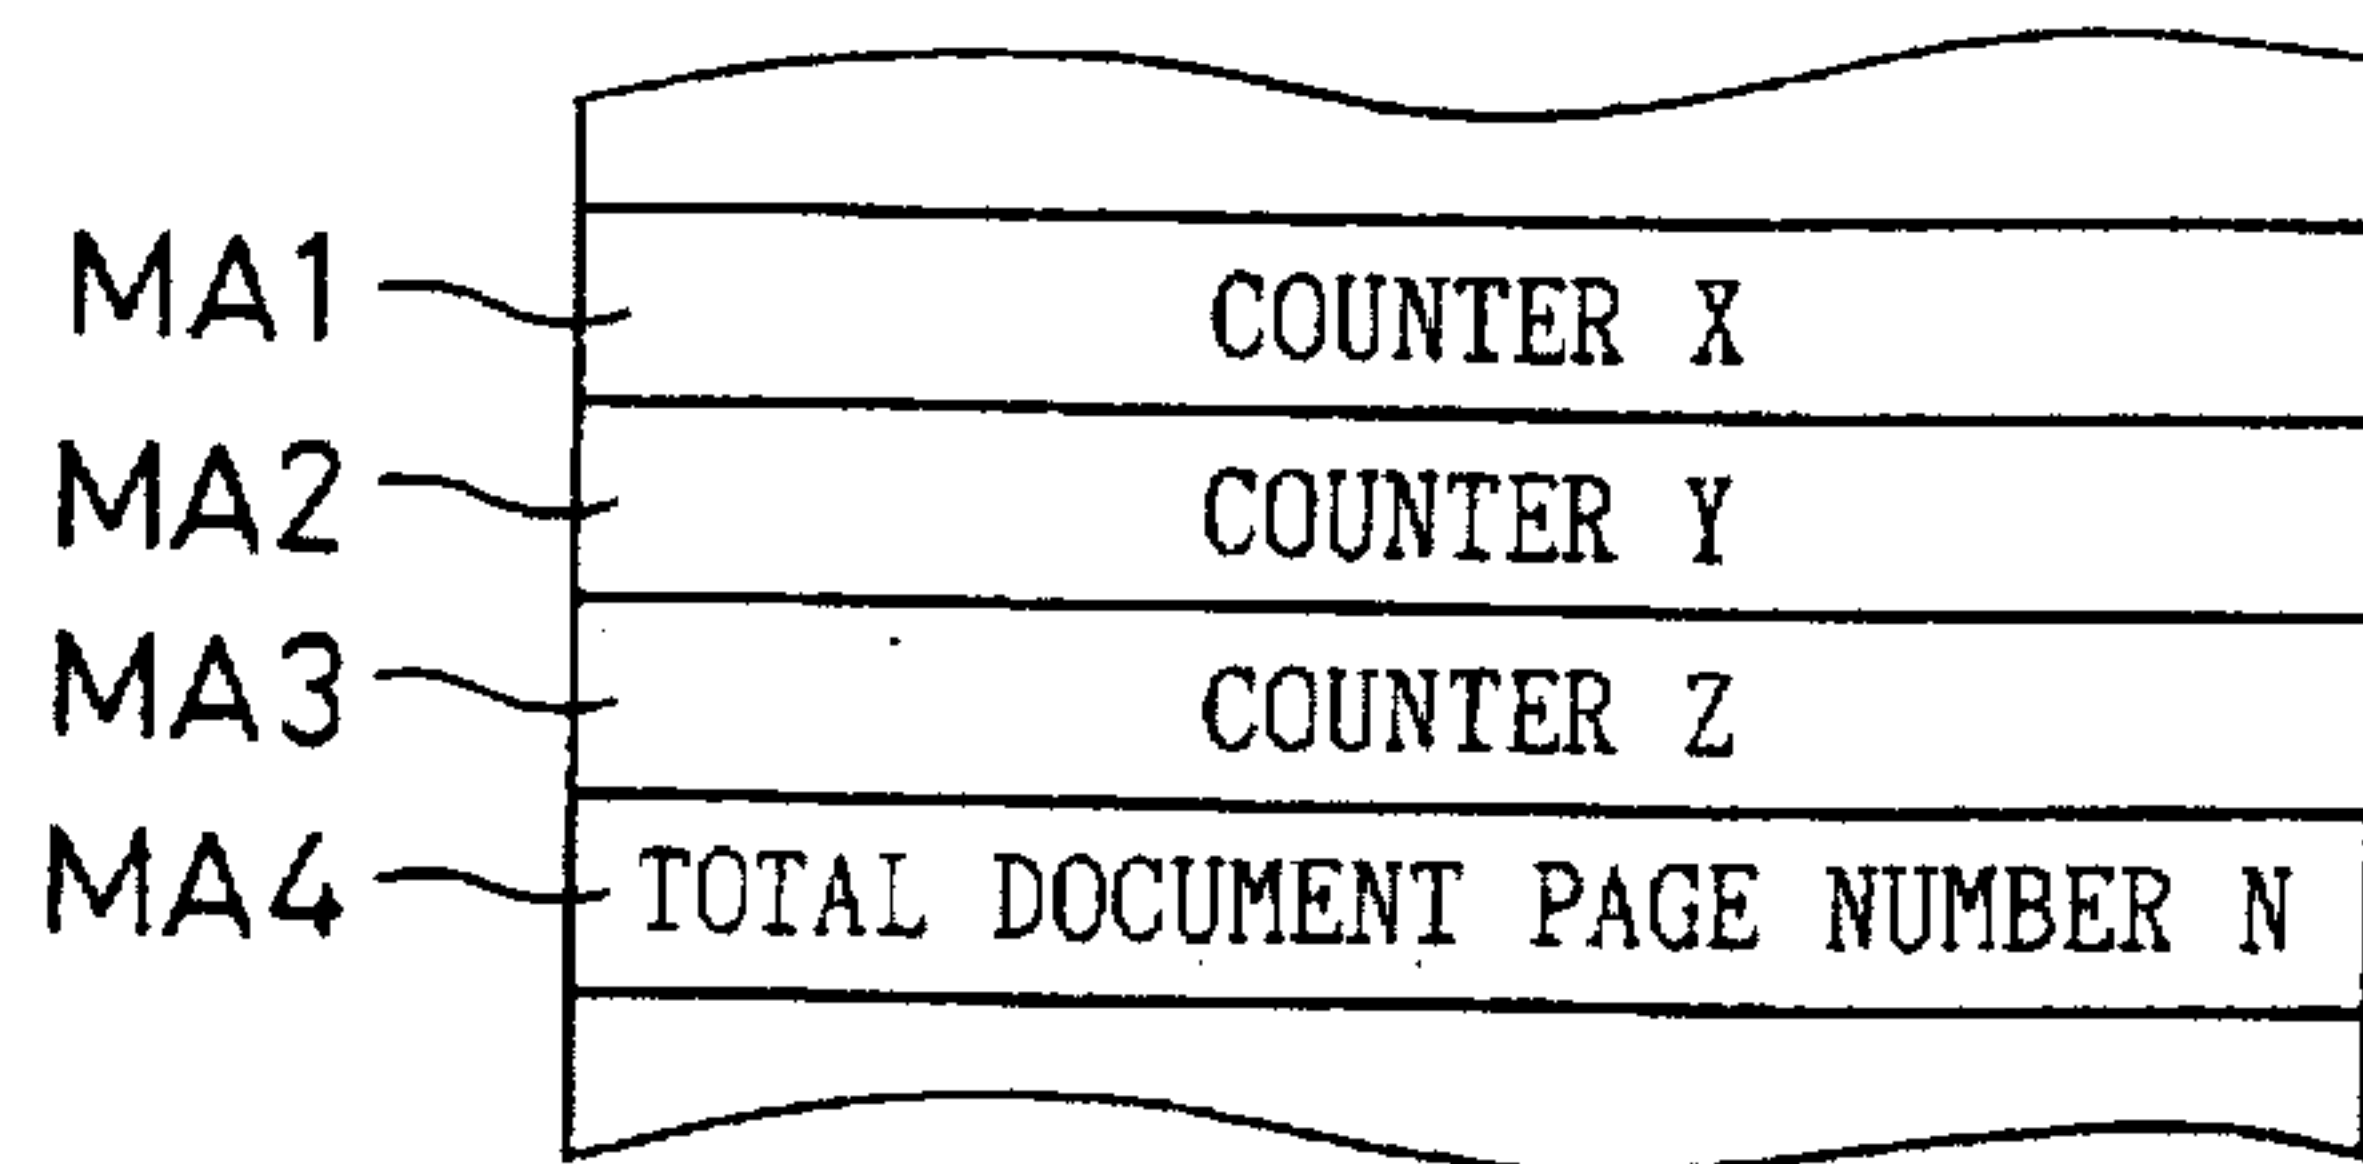 MA1 COUNTER X
MA2 COUNTER Y
MA3 COUNTER Z
MA4 TOTAL DOCUMENT PAGE NUMBER N